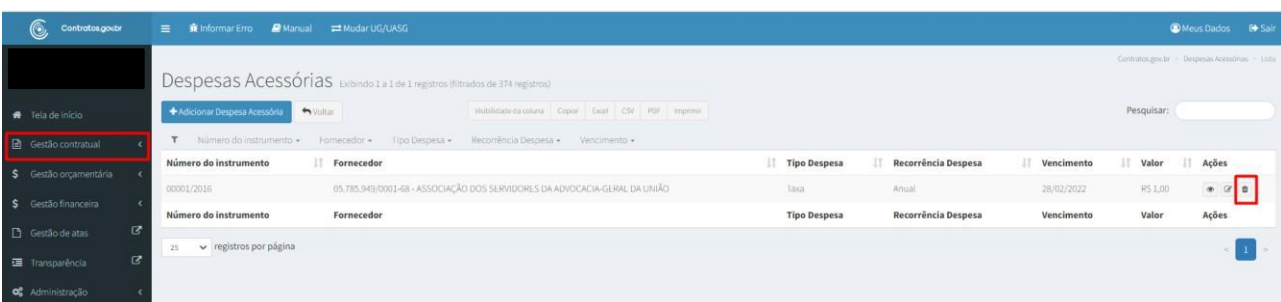 Contratos.gov.br
Informar Erro Manual Mudar UG/UASG Meus Dados Sair
Contratos.gov.br > Despesas Acessórias > Lista
Despesas Acessórias Exibindo 1 a 1 de 1 registros (filtrados de 374 registros)
+ Adicionar Despesa Acessória Voltar Visibilidade da coluna Copiar Excel CSV PDF Imprimir Pesquisar:
Tela de início
Número do instrumento Fornecedor Tipo Despesa Recorrência Despesa Vencimento
Gestão contratual
Número do instrumento Fornecedor Tipo Despesa Recorrência Despesa Vencimento Valor Ações
Gestão orçamentária
00001/2016 05.785.949/0001-68 - ASSOCIAÇÃO DOS SERVIDORES DA ADVOCACIA-GERAL DA UNIÃO Taxa Anual 28/02/2022 R$ 1,00
Gestão financeira
Número do instrumento Fornecedor Tipo Despesa Recorrência Despesa Vencimento Valor Ações
Gestão de atas
25 registros por página < 1 >
Transparência
Administração